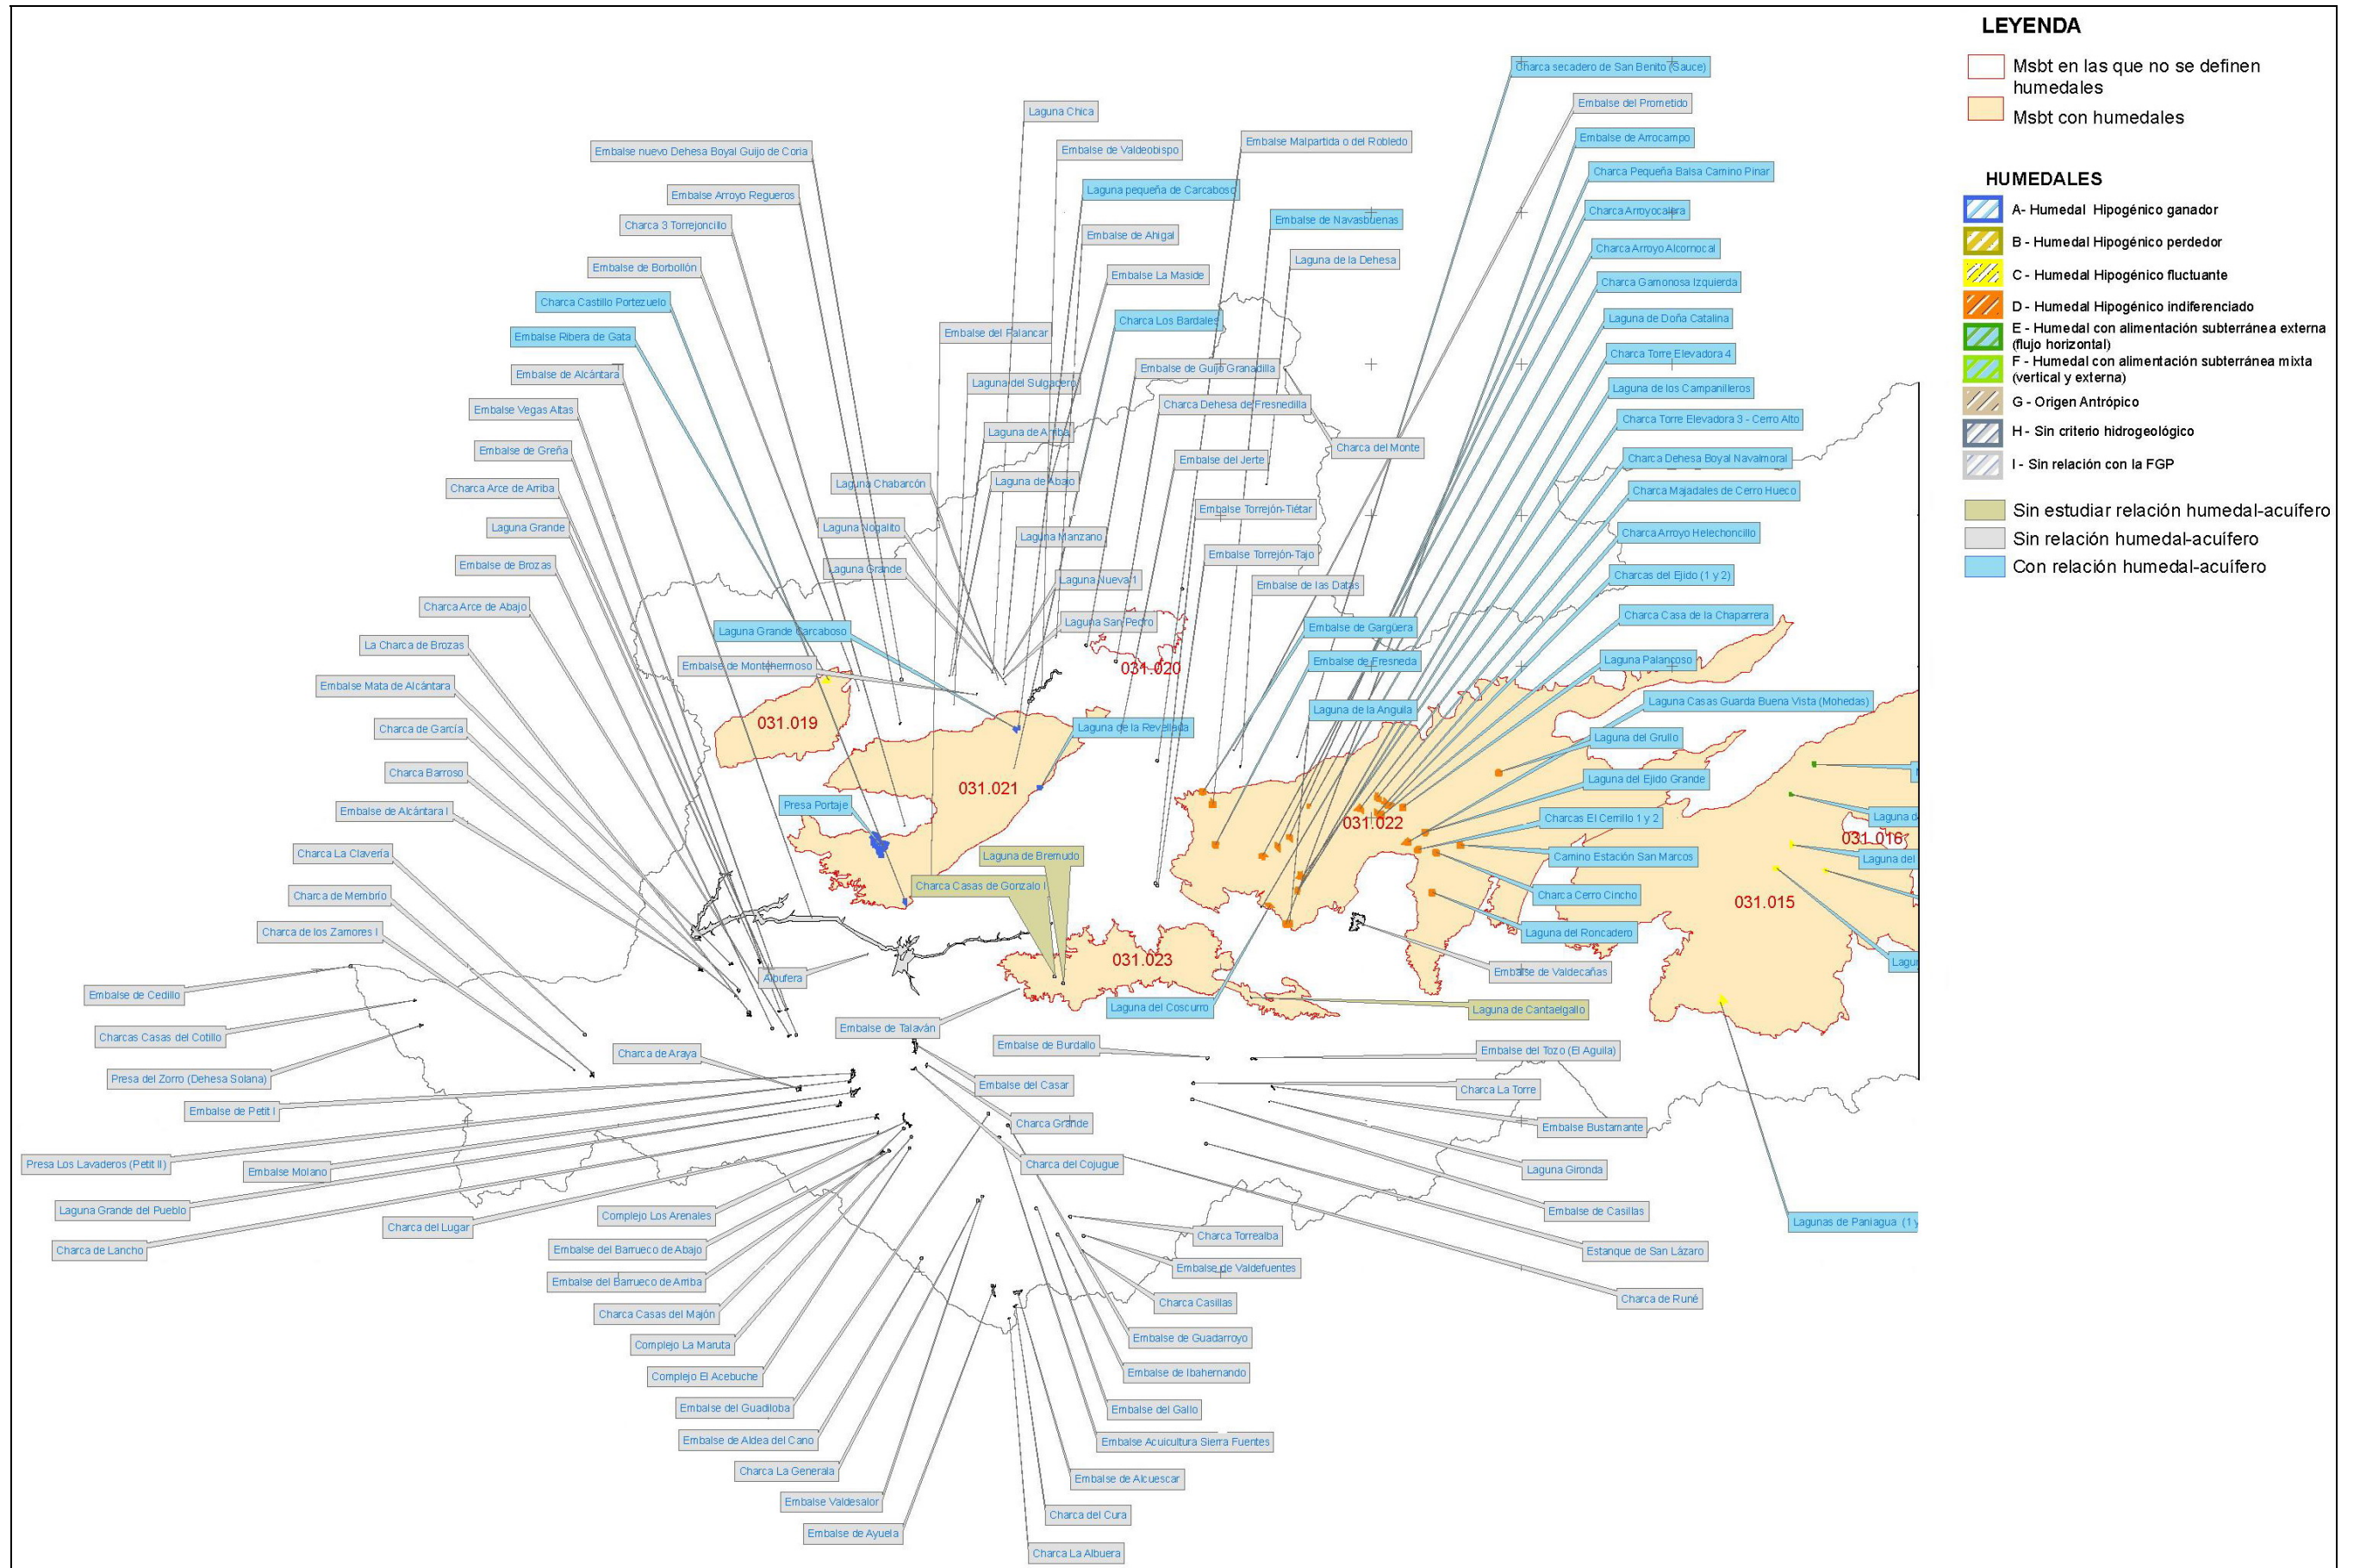 LEYENDA
Msbt en las que no se definen
humedales
Msbt con humedales
HUMEDALES
A- Humedal Hipogénico ganador
B - Humedal Hipogénico perdedor
C - Humedal Hipogénico fluctuante
D - Humedal Hipogénico indiferenciado
E - Humedal con alimentación subterránea externa
(flujo horizontal)
F - Humedal con alimentación subterránea mixta
(vertical y externa)
G - Origen Antrópico
H - Sin criterio hidrogeológico
I - Sin relación con la FGP
Sin estudiar relación humedal-acuífero
Sin relación humedal-acuífero
Con relación humedal-acuífero
Charca secadero de San Benito (Sauce)
Embalse del Prometido
Embalse de Arrocampo
Charca Pequeña Balsa Camino Pinar
Charca Arroyocalera
Charca Arroyo Alcornocal
Charca Gamonosa Izquierda
Laguna de Doña Catalina
Charca Torre Elevadora 4
Laguna de los Campanilleros
Charca Torre Elevadora 3 - Cerro Alto
Charca Dehesa Boyal Navalmoral
Charca Majadales de Cerro Hueco
Charca Arroyo Helechoncillo
Charcas del Ejido (1 y 2)
Charca Casa de la Chaparrera
Laguna Palancoso
Laguna Casas Guarda Buena Vista (Mohedas)
Laguna del Grullo
Laguna del Ejido Grande
Charcas El Cerrillo 1 y 2
Camino Estación San Marcos
Charca Cerro Cincho
Laguna del Roncadero
Embalse de Valdecañas
Laguna de Cantaelgallo
Laguna Chica
Embalse de Valdeobispo
Laguna pequeña de Carcaboso
Embalse de Ahigal
Embalse La Maside
Charca Los Bardales
Embalse Malpartida o del Robledo
Embalse de Navasbuenas
Laguna de la Dehesa
Embalse de Guijo Granadilla
Charca Dehesa de Fresnedilla
Charca del Monte
Embalse del Jerte
Embalse Torrejón-Tiétar
Embalse Torrejón-Tajo
Embalse de las Datas
Embalse de Gargüera
Embalse de Fresneda
Laguna de la Anguila
Embalse nuevo Dehesa Boyal Guijo de Coria
Embalse Arroyo Regueros
Charca 3 Torrejoncillo
Embalse de Borbollón
Charca Castillo Portezuelo
Embalse Ribera de Gata
Embalse de Alcántara
Embalse Vegas Altas
Embalse de Greña
Charca Arce de Arriba
Laguna Grande
Embalse de Brozas
Charca Arce de Abajo
La Charca de Brozas
Embalse Mata de Alcántara
Charca de García
Charca Barroso
Embalse de Alcántara I
Charca La Clavería
Charca de Membrío
Charca de los Zamores I
Embalse de Cedillo
Charcas Casas del Cotillo
Presa del Zorro (Dehesa Solana)
Embalse de Petit I
Presa Los Lavaderos (Petit II)
Embalse Molano
Laguna Grande del Pueblo
Charca de Lancho
Charca del Lugar
Embalse del Palancar
Laguna del Sulgadero
Laguna de Arriba
Laguna de Abajo
Laguna Chabarcón
Laguna Nogalito
Laguna Grande
Laguna Manzano
Laguna Nueva 1
Laguna San Pedro
Laguna Grande Carcaboso
Embalse de Montehermoso
Laguna de la Revellada
Presa Portaje
Laguna de Bremudo
Charca Casas de Gonzalo I
031.019
031.020
031.021
031.022
031.023
031.015
031.016
Laguna d
Laguna del
Lagun
Lagunas de Paniagua (1 y
Albufera
Embalse de Talaván
Laguna del Coscurro
Charca de Araya
Embalse de Burdallo
Embalse del Tozo (El Aguila)
Embalse del Casar
Charca La Torre
Charca Grande
Embalse Bustamante
Charca del Cojugue
Laguna Gironda
Embalse de Casillas
Estanque de San Lázaro
Charca de Runé
Complejo Los Arenales
Embalse del Barrueco de Abajo
Embalse del Barrueco de Arriba
Charca Casas del Majón
Complejo La Maruta
Complejo El Acebuche
Embalse del Guadiloba
Embalse de Aldea del Cano
Charca La Generala
Embalse Valdesalor
Embalse de Ayuela
Charca Torrealba
Embalse de Valdefuentes
Charca Casillas
Embalse de Guadarroyo
Embalse de Ibahernando
Embalse del Gallo
Embalse Acuicultura Sierra Fuentes
Embalse de Alcuescar
Charca del Cura
Charca La Albuera